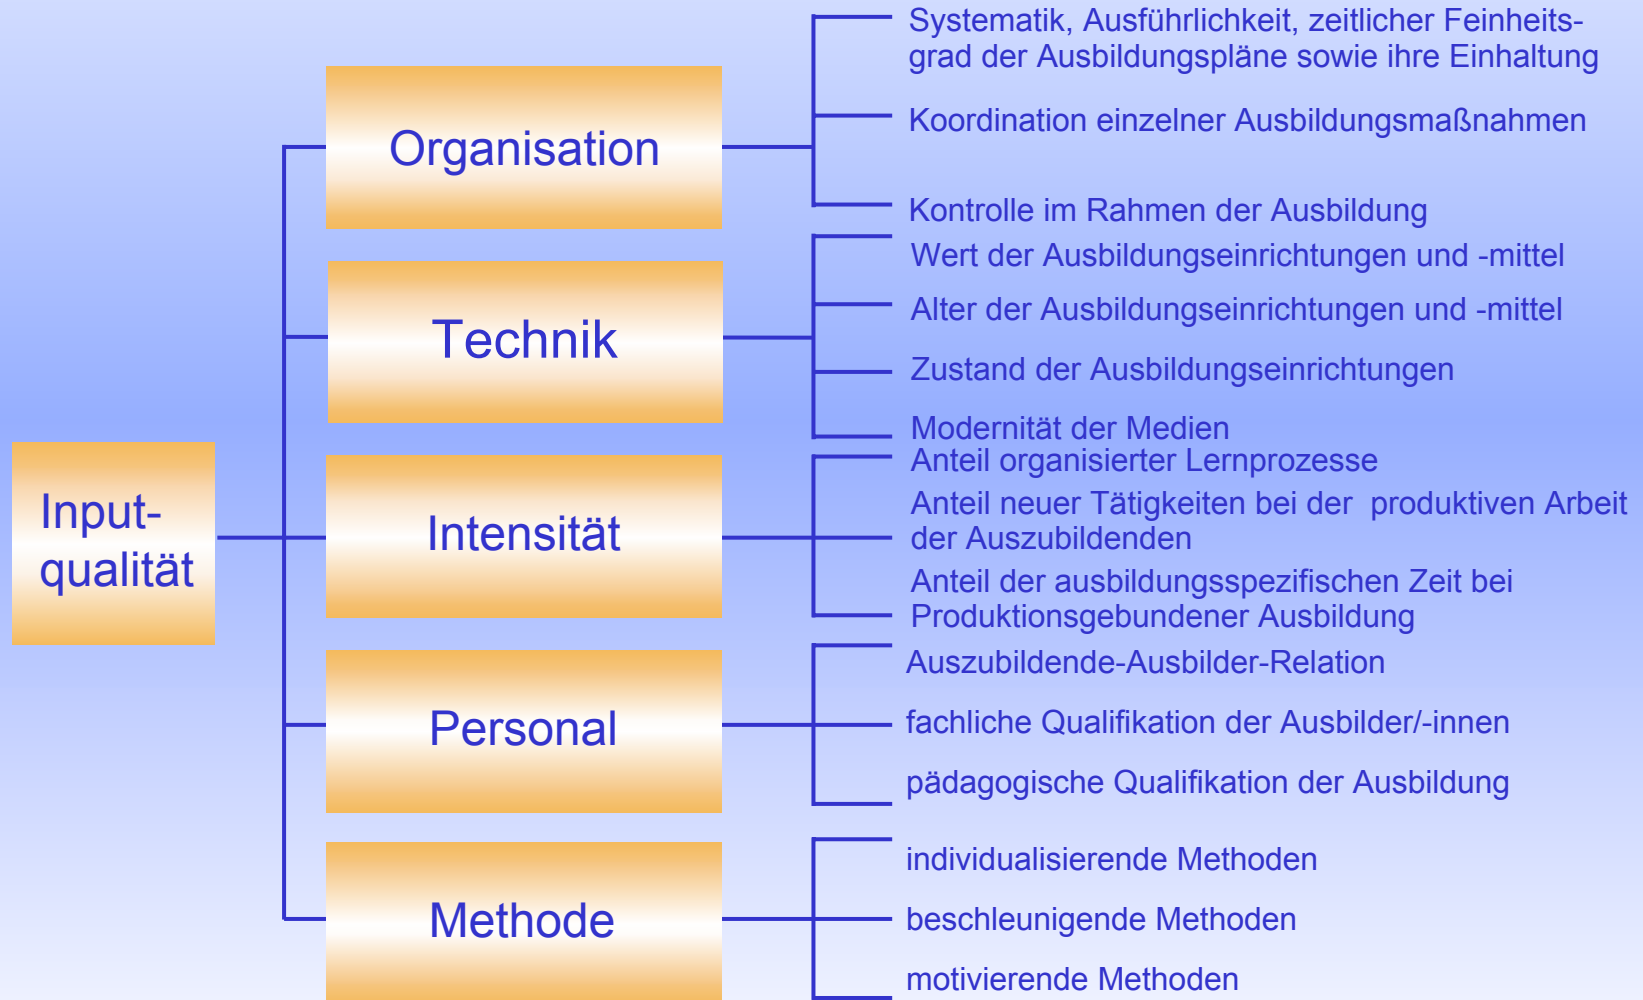 Input-
qualität
Organisation
Systematik, Ausführlichkeit, zeitlicher Feinheits-
grad der Ausbildungspläne sowie ihre Einhaltung
Koordination einzelner Ausbildungsmaßnahmen
Kontrolle im Rahmen der Ausbildung
Technik
Wert der Ausbildungseinrichtungen und -mittel
Alter der Ausbildungseinrichtungen und -mittel
Zustand der Ausbildungseinrichtungen
Modernität der Medien
Intensität
Anteil organisierter Lernprozesse
Anteil neuer Tätigkeiten bei der produktiven Arbeit
der Auszubildenden
Anteil der ausbildungsspezifischen Zeit bei
Produktionsgebundener Ausbildung
Personal
Auszubildende-Ausbilder-Relation
fachliche Qualifikation der Ausbilder/-innen
pädagogische Qualifikation der Ausbildung
Methode
individualisierende Methoden
beschleunigende Methoden
motivierende Methoden